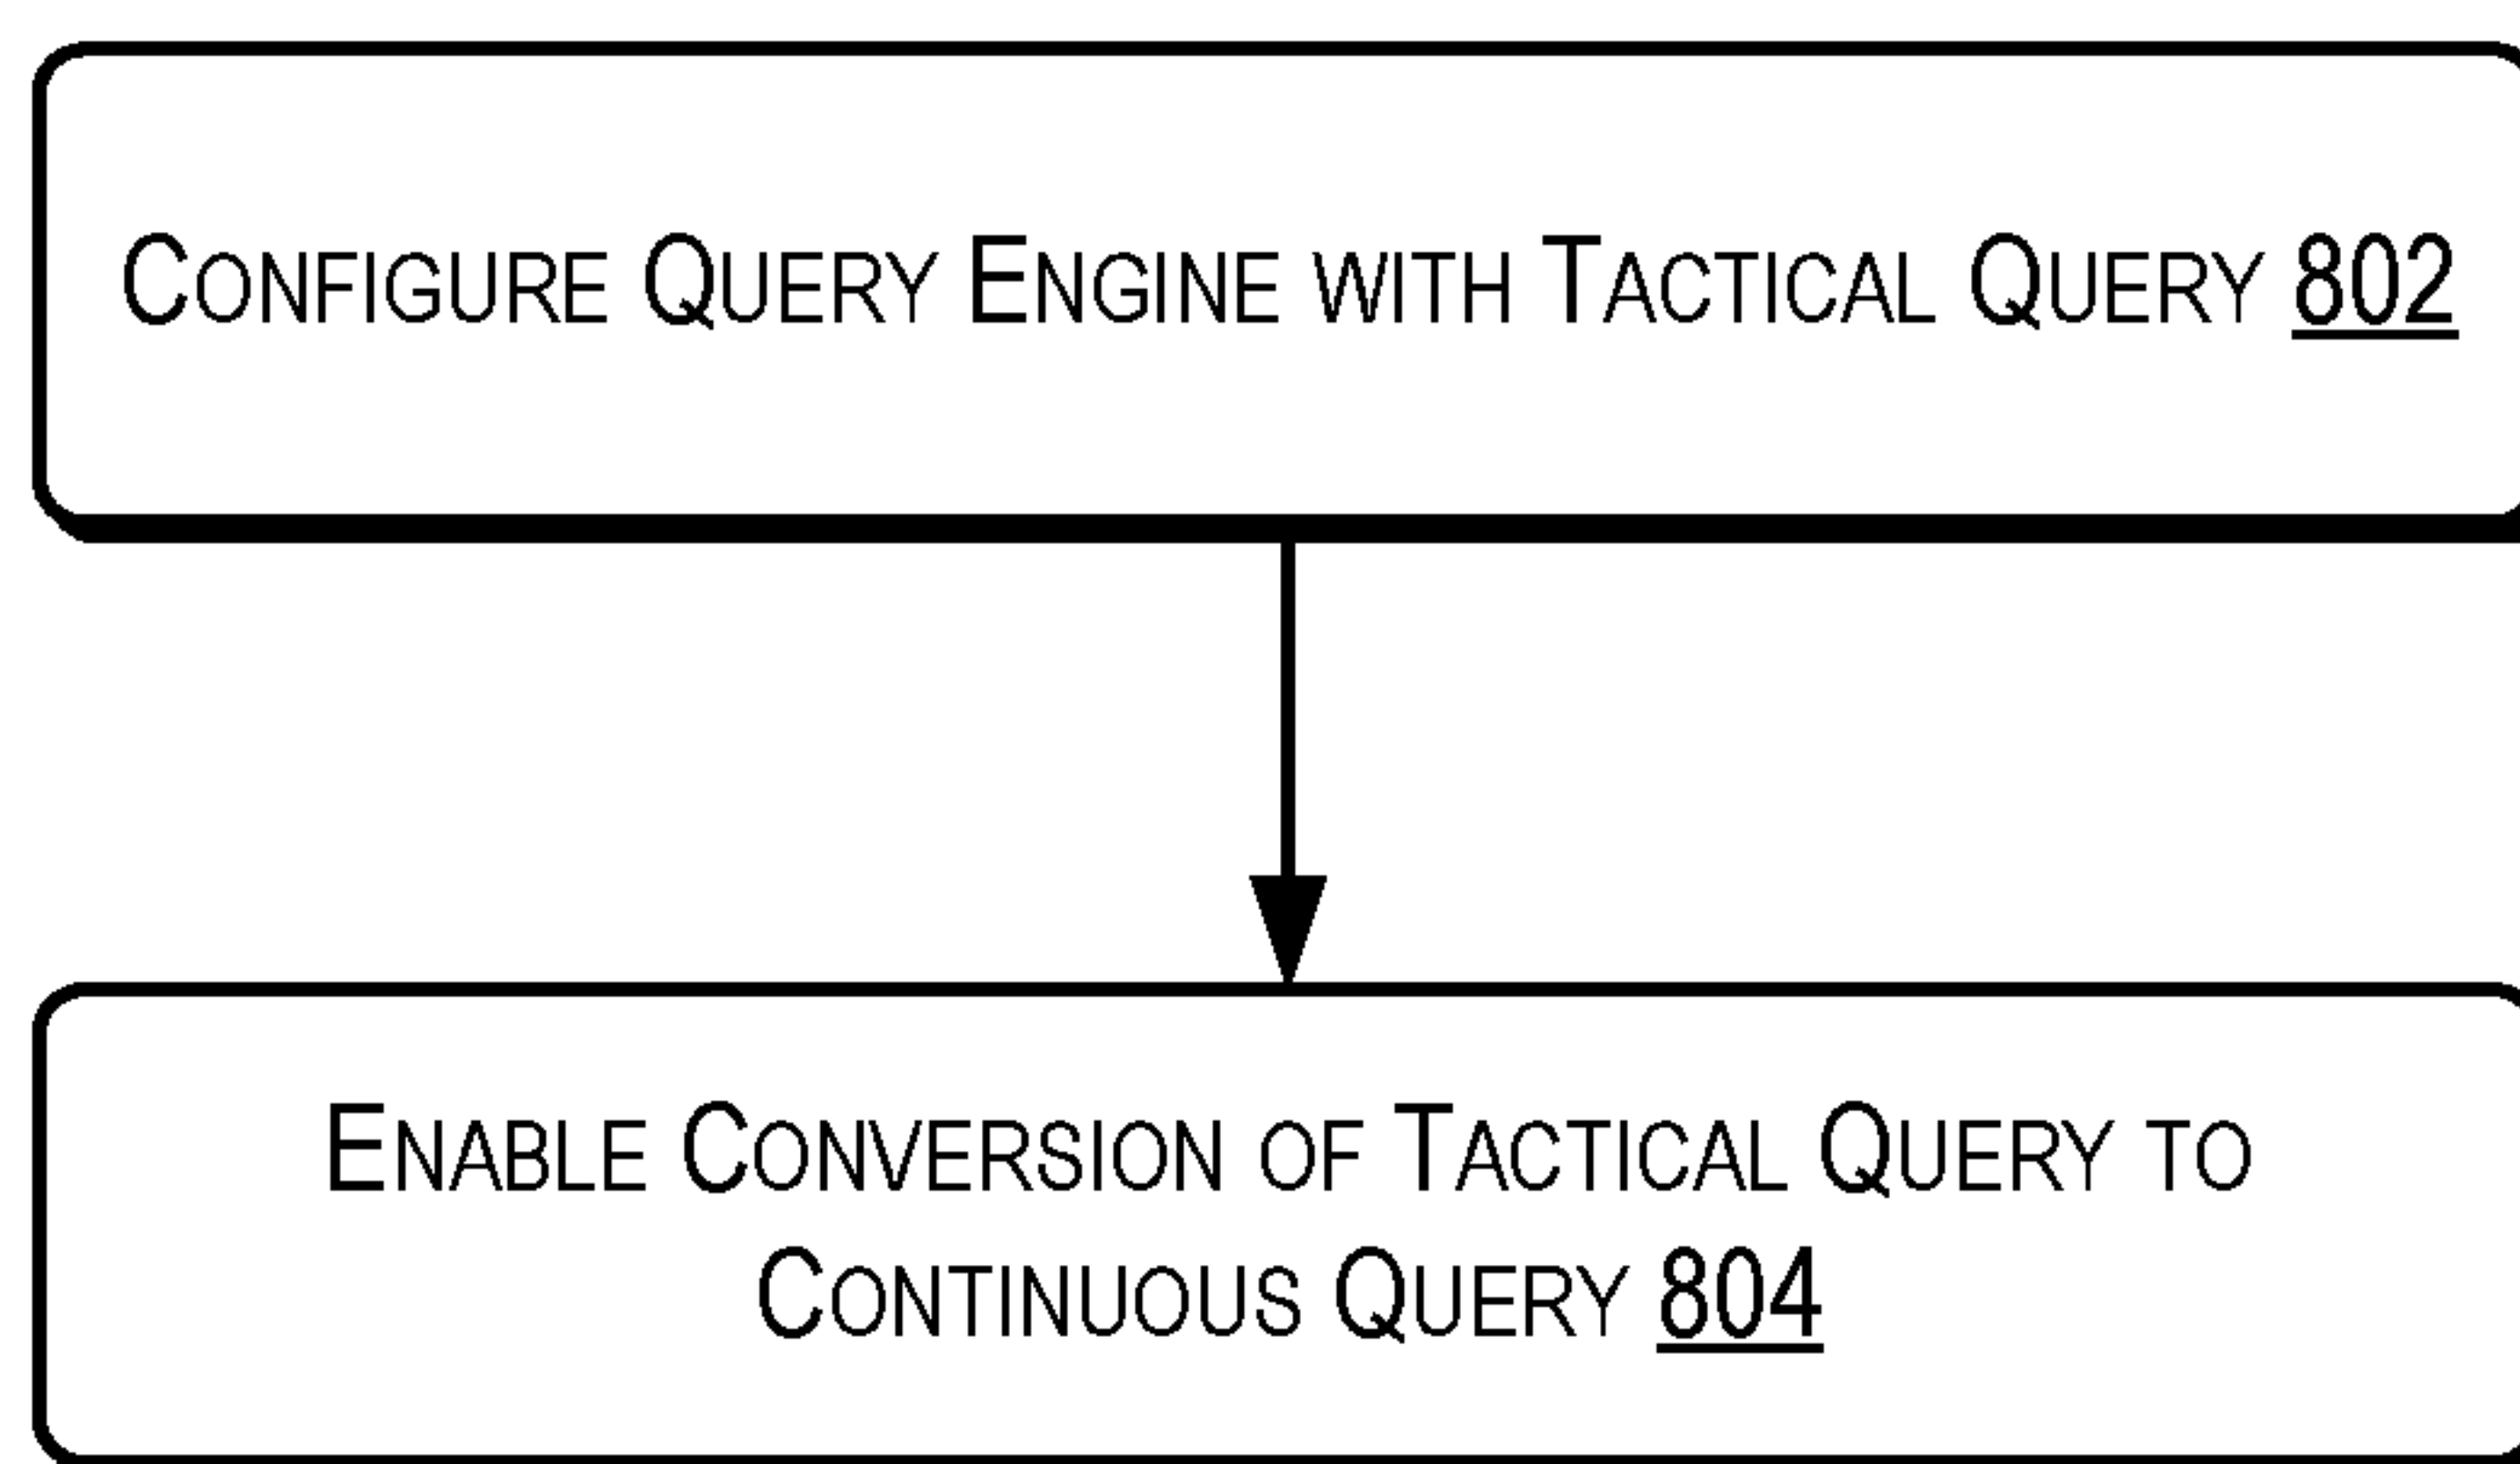 CONFIGURE QUERY ENGINE WITH TACTICAL QUERY 802
ENABLE CONVERSION OF TACTICAL QUERY TO
CONTINUOUS QUERY 804